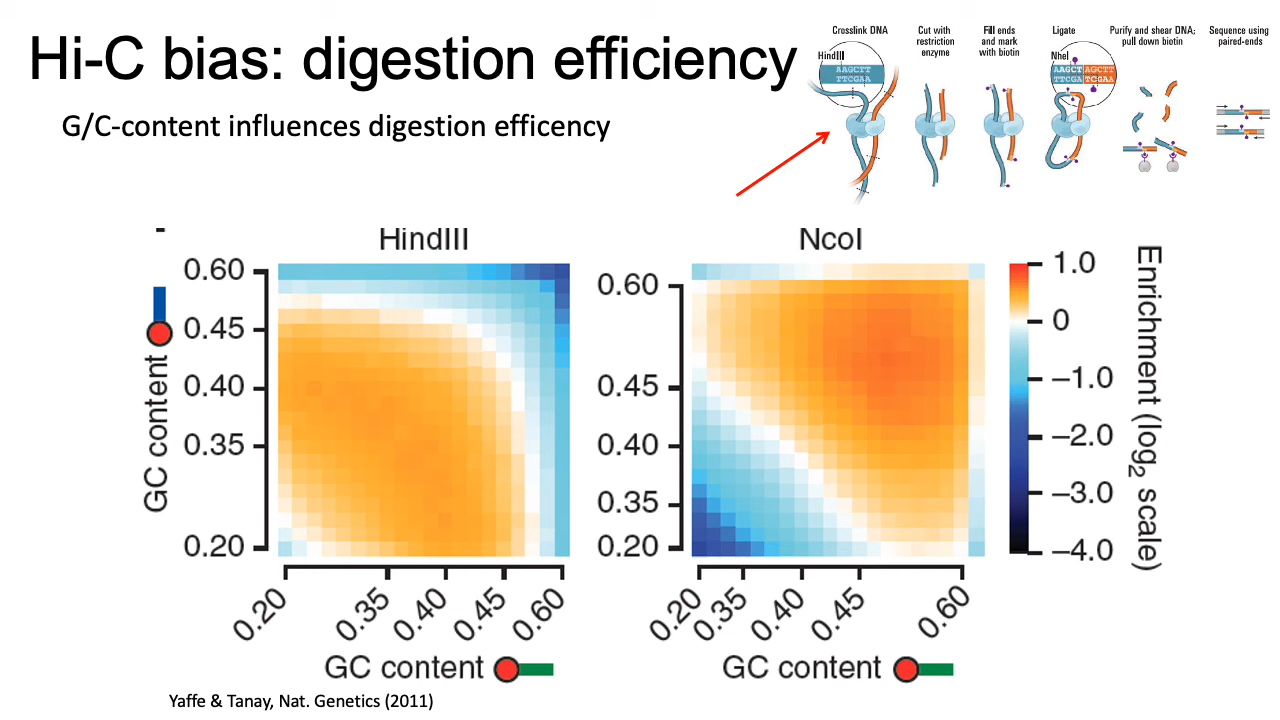 Hi-C bias: digestion efficiency
G/C-content influences digestion efficency
Crosslink DNA
HindIII
AAGCTT
TTCGAA
Cut with
restriction
enzyme
Fill ends
and mark
with biotin
Ligate
NheI
AAGCT AGCTT
TTCGA TCGAA
Purify and shear DNA;
pull down biotin
Sequence using
paired-ends
-
HindIII
0.60
0.45
0.40
0.35
0.20
GC content
0.20
0.35
0.40
0.45
0.60
GC content
NcoI
0.60
0.45
0.40
0.35
0.20
0.20
0.35
0.40
0.45
0.60
GC content
1.0
0
–1.0
–2.0
–3.0
–4.0
Enrichment (log2 scale)
Yaffe & Tanay, Nat. Genetics (2011)